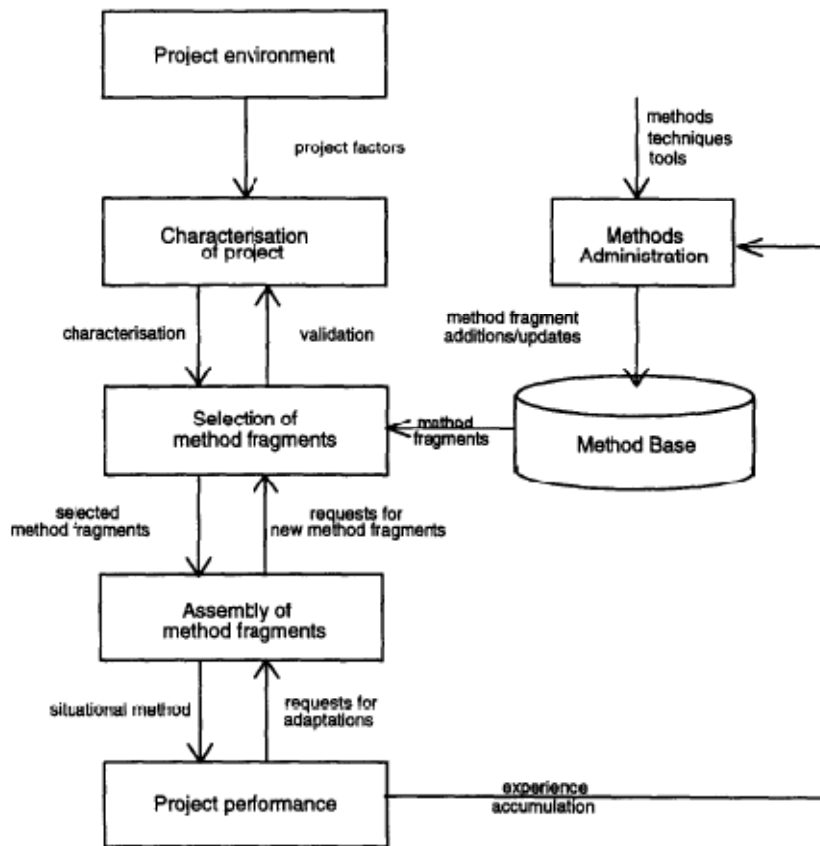 Project environment
project factors
methods
techniques
tools
Characterisation
of project
Methods
Administration
characterisation
validation
method fragment
additions/updates
Selection of
method fragments
method
fragments
Method Base
selected
method fragments
requests for
new method fragments
Assembly of
method fragments
situational method
requests for
adaptations
Project performance
experience
accumulation